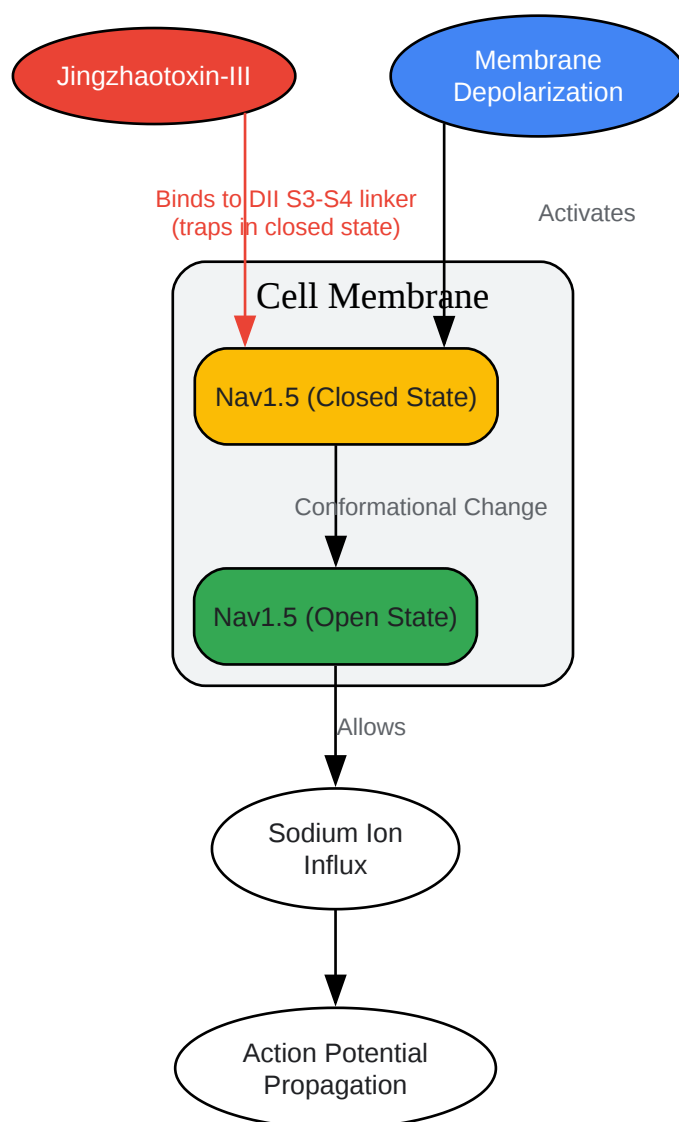 Jingzhaotoxin-III
Membrane
Depolarization
Binds to DII S3-S4 linker
(traps in closed state)
Activates
Cell Membrane
Nav1.5 (Closed State)
Conformational Change
Nav1.5 (Open State)
Allows
Sodium Ion
Influx
Action Potential
Propagation